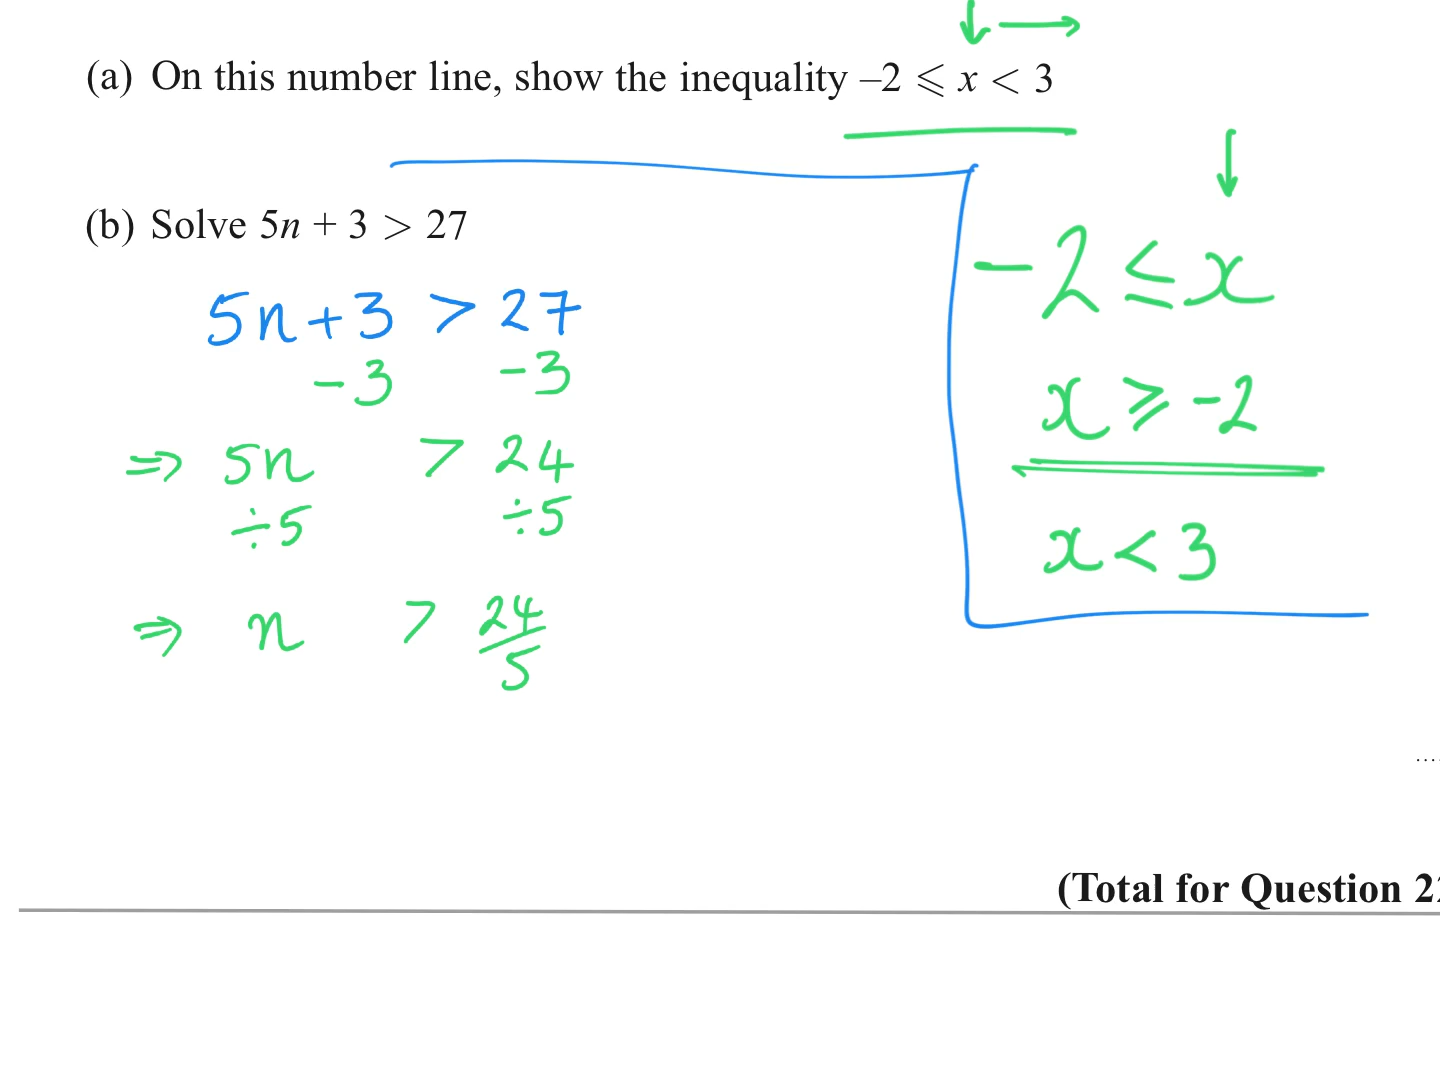 (a) On this number line, show the inequality –2 ⩽ x < 3
(b) Solve 5n + 3 > 27
5n+3 > 27
-3 -3
⇒ 5n > 24
÷5 ÷5
⇒ n > 24/5
-2 ≤ x
x ⩾ -2
x < 3
(Total for Question 2